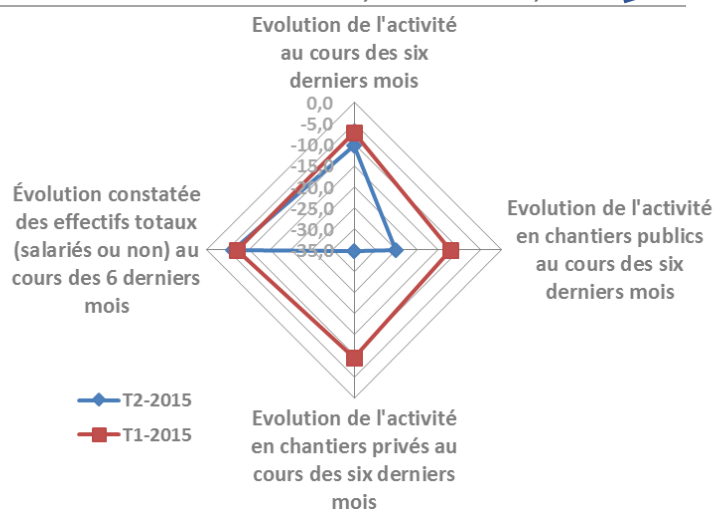 Evolution de l'activité
au cours des six
derniers mois
0,0
-5,0
-10,0
-15,0
-20,0
-25,0
-30,0
-35,0
Évolution constatée
des effectifs totaux
(salariés ou non) au
cours des 6 derniers
mois
Evolution de l'activité
en chantiers publics
au cours des six
derniers mois
T2-2015
T1-2015
Evolution de l'activité
en chantiers privés au
cours des six derniers
mois